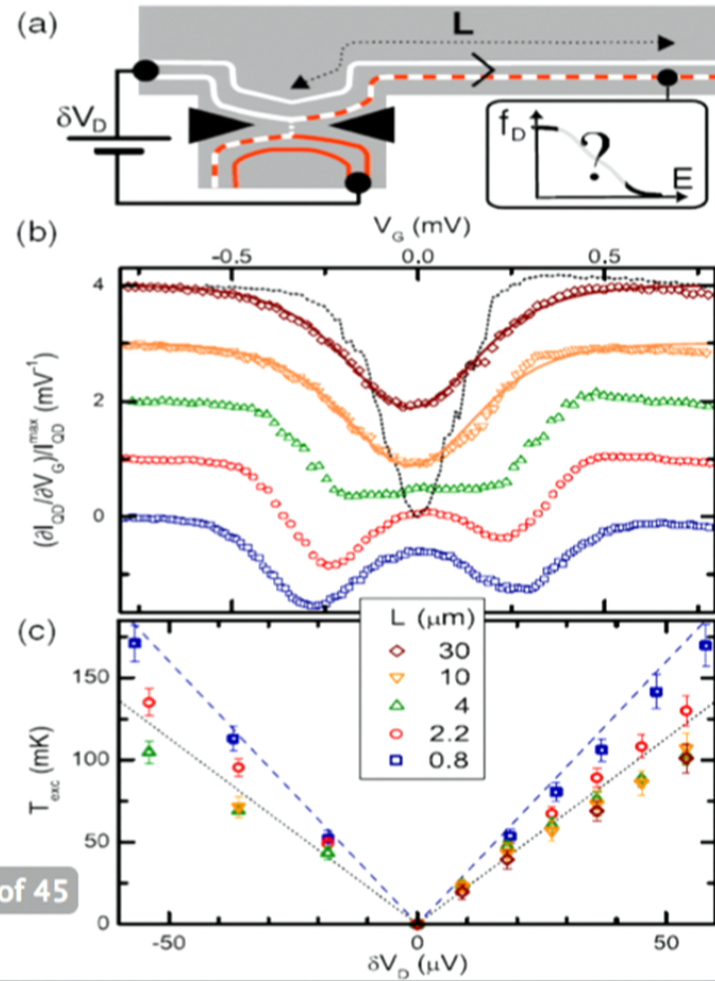 (a)
L
δV_D
f_D
?
E
(b)
V_G (mV)
-0.5 0.0 0.5
4
2
0
(∂I_QD/∂V_G)/I_QD^max (mV^-1)
L (μm)
30
10
4
2.2
0.8
(c)
150
100
50
0
T_exc (mK)
-50 0 50
δV_D (μV)
of 45